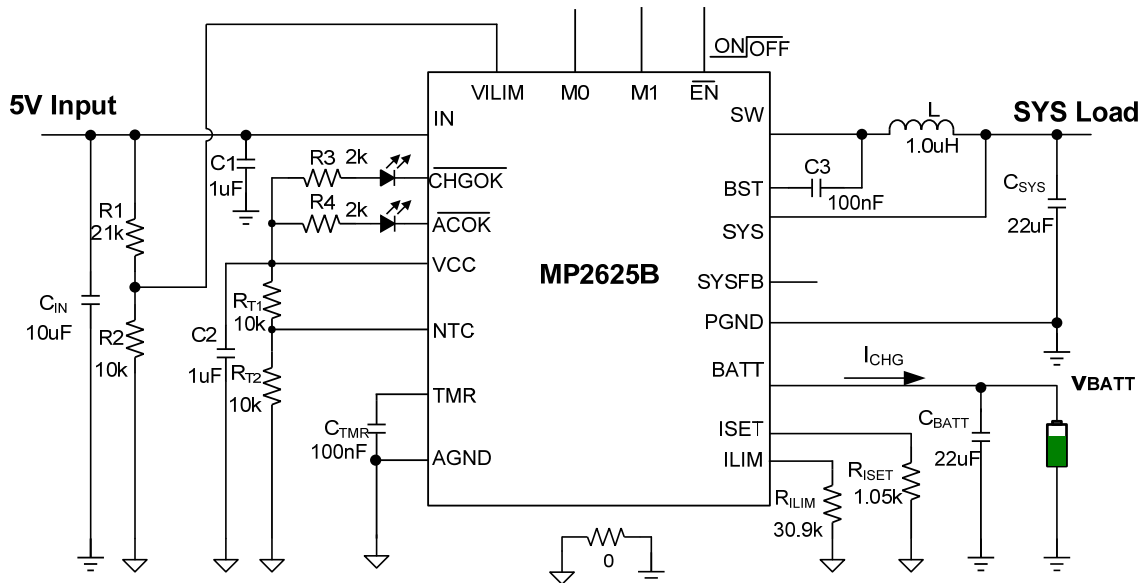 ON OFF
VILIM M0 M1 EN
5V Input
IN
SW
L
SYS Load
1.0uH
C1
1uF
R3 2k
CHGOK
C3
BST
100nF
CSYS
22uF
R1
21k
R4 2k
ACOK
SYS
VCC
MP2625B
SYSFB
CIN
10uF
RT1
10k
R2
10k
C2
1uF
NTC
PGND
RT2
10k
BATT
ICHG
VBATT
TMR
CTMR
100nF
ISET
CBATT
22uF
AGND
ILIM
RISET
1.05k
RILIM
30.9k
0